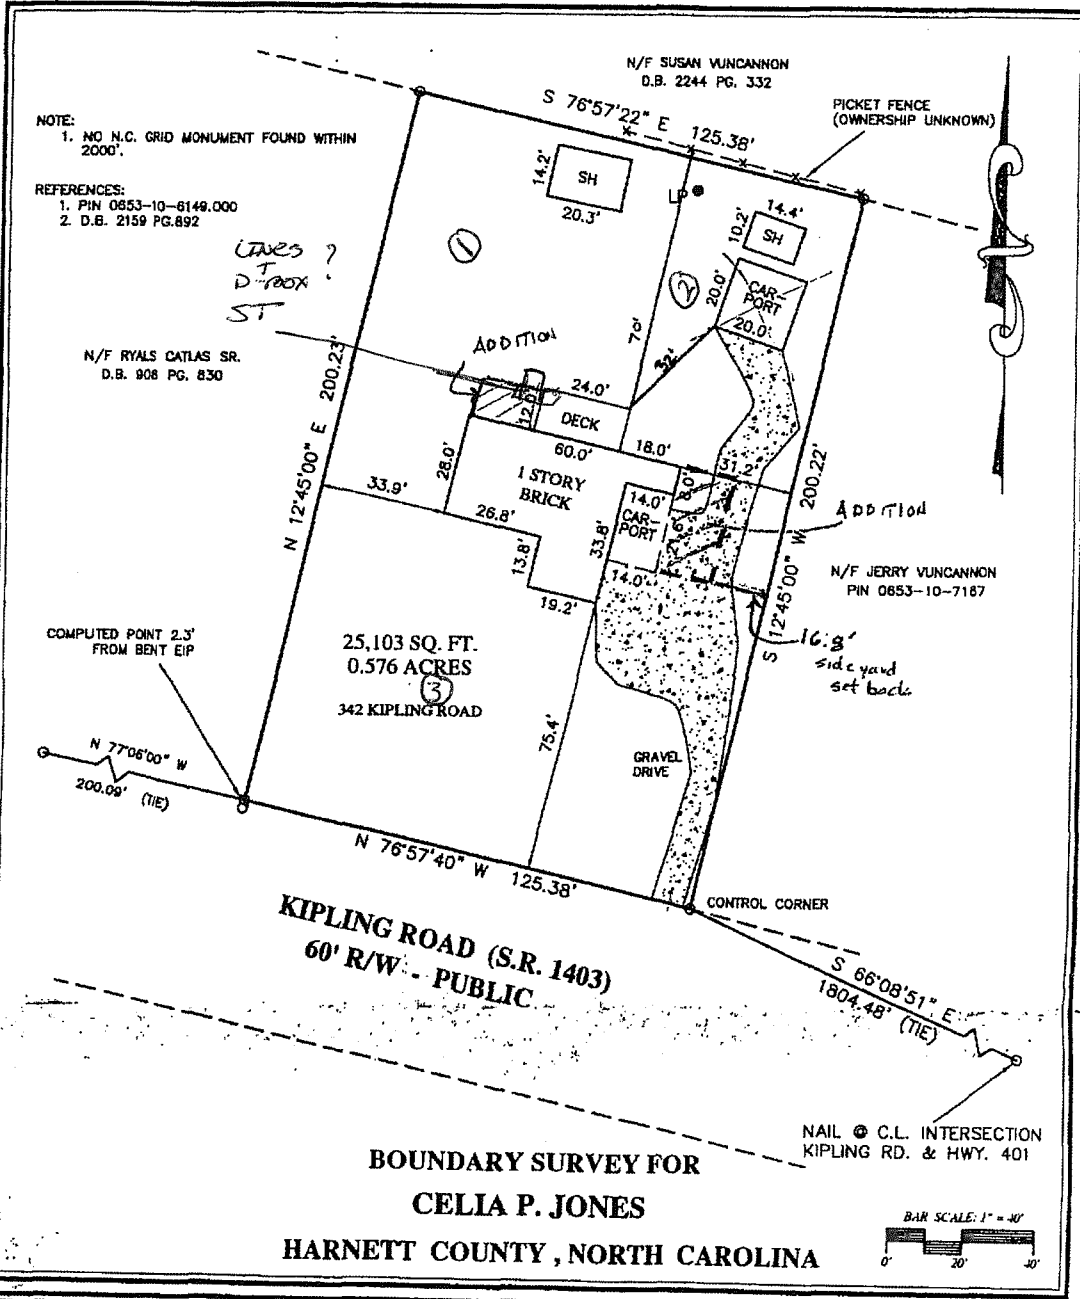 N/F SUSAN VUNCANNON
D.B. 2244 PG. 332
S 76°57'22" E 125.38'
PICKET FENCE
(OWNERSHIP UNKNOWN)
NOTE:
1. NO N.C. GRID MONUMENT FOUND WITHIN
2000'.
REFERENCES:
1. PIN 0653-10-6149.000
2. D.B. 2159 PG.892
LINES ?
D-BOX
ST
14.2'
SH
20.3'
LP
14.4'
10.2'
SH
1
2
20.0'
CAR-
PORT
20.0'
ADDITION
70'
32'
N/F RYALS CATLAS SR.
D.B. 908 PG. 830
N 12°45'00" E 200.23'
24.0'
12.0'
DECK
60.0'
18.0'
31.2'
28.0'
1 STORY
BRICK
33.9'
26.8'
13.8'
19.2'
14.0'
CAR-
PORT
33.8'
14.0'
8.0'
ADDITION
S 12°45'00" W 200.22'
N/F JERRY VUNCANNON
PIN 0653-10-7187
16.8'
side yard
set back
COMPUTED POINT 2.3'
FROM BENT EIP
25,103 SQ. FT.
0.576 ACRES
3
342 KIPLING ROAD
75.4'
GRAVEL
DRIVE
N 77°06'00" W
200.09' (TIE)
N 76°57'40" W 125.38'
CONTROL CORNER
KIPLING ROAD (S.R. 1403)
60' R/W - PUBLIC
S 66°08'51" E
1804.48' (TIE)
NAIL @ C.L. INTERSECTION
KIPLING RD. & HWY. 401
BOUNDARY SURVEY FOR
CELIA P. JONES
HARNETT COUNTY , NORTH CAROLINA
BAR SCALE: 1" = 40'
0' 20' 40'